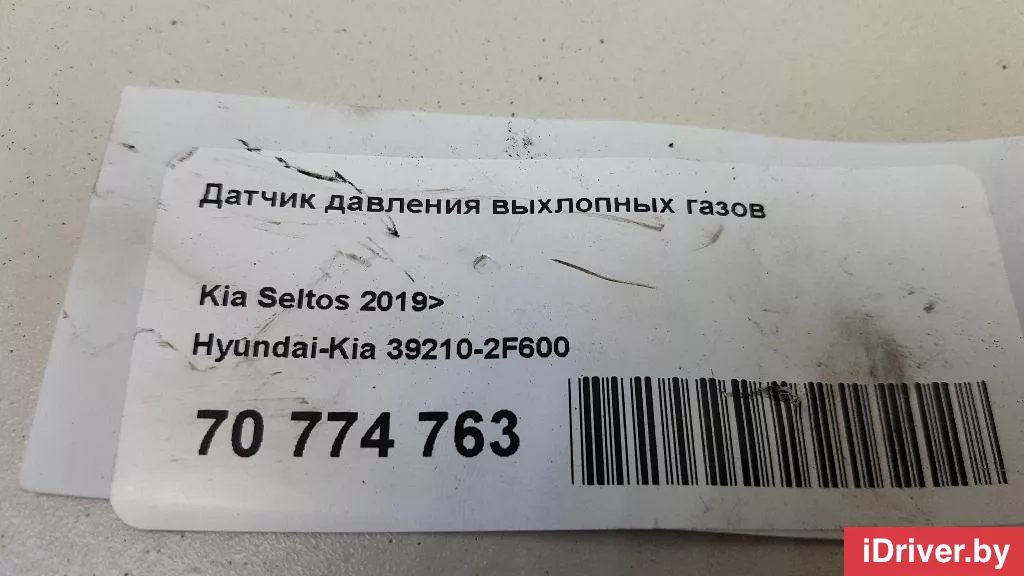 Датчик давления выхлопных газов
Kia Seltos 2019>
Hyundai-Kia 39210-2F600
70 774 763
iDriver.by